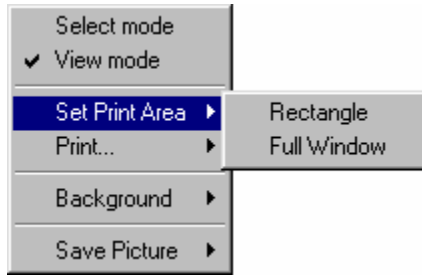 Select mode
View mode
Set Print Area
Rectangle
Print...
Full Window
Background
Save Picture